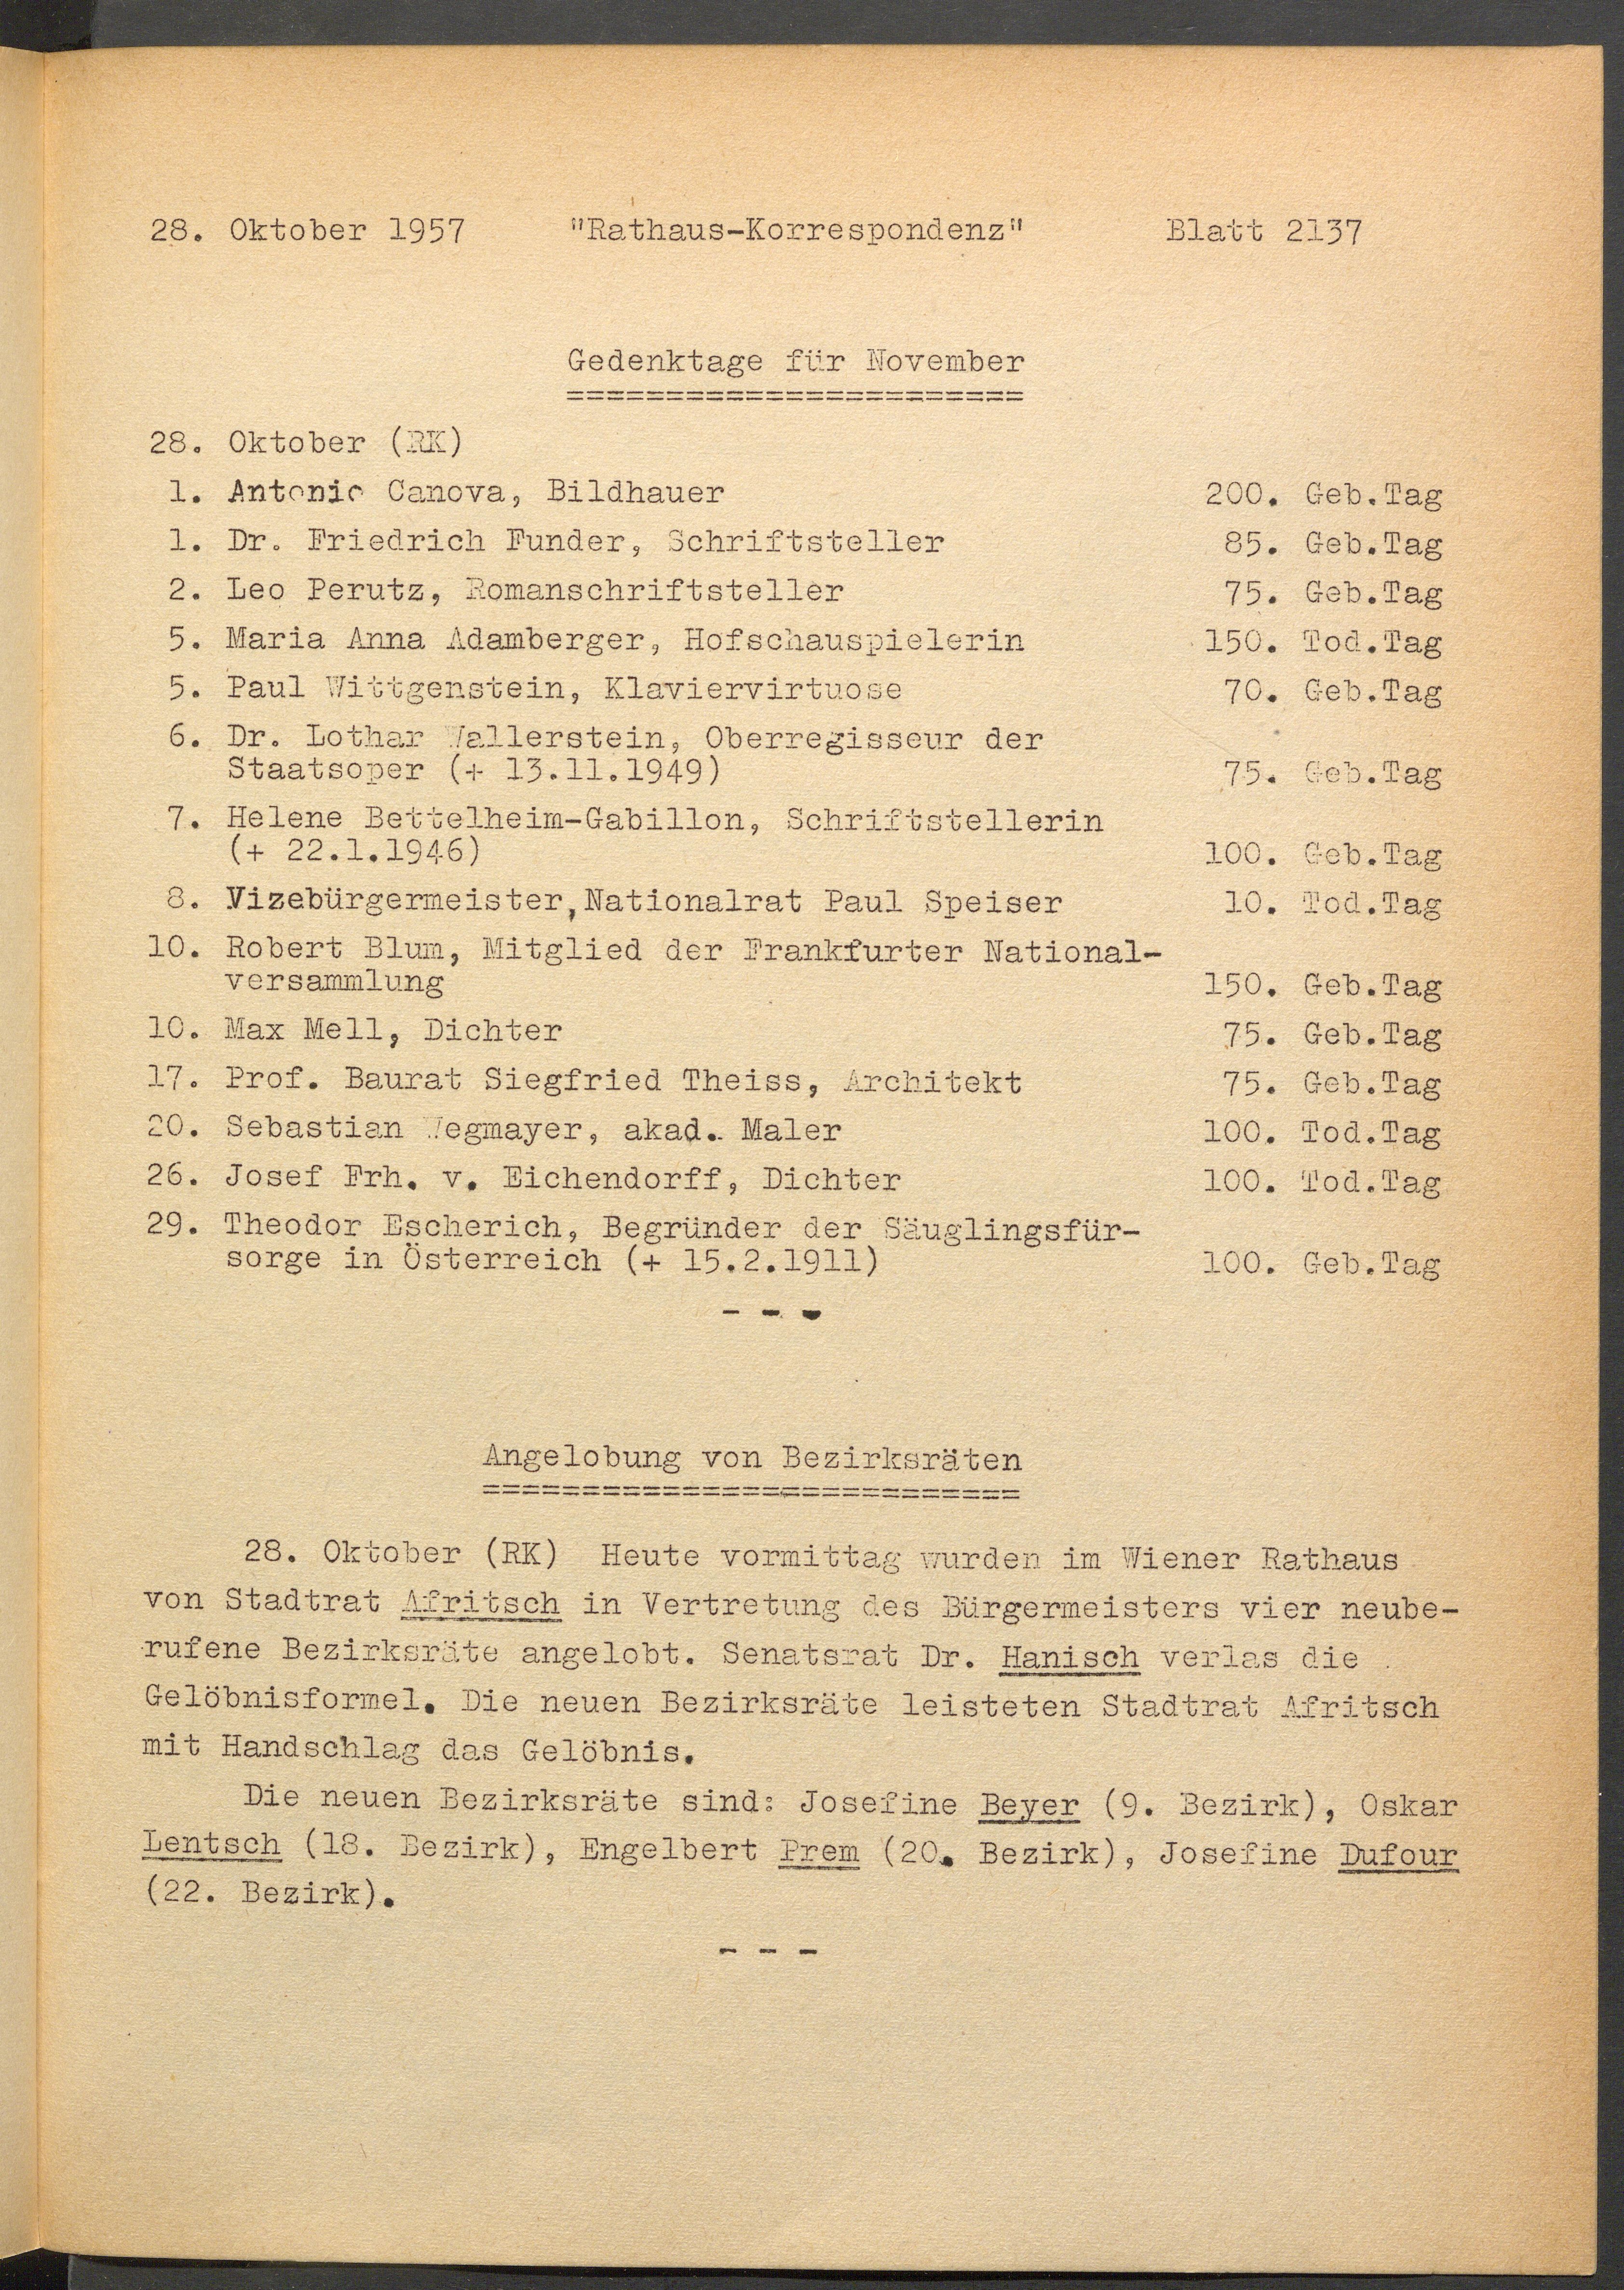 28. Oktober 1957 "Rathaus-Korrespondenz" Blatt 2137
Gedenktage für November
=======================
28. Oktober (RK)
1. Antonio Canova, Bildhauer 200. Geb.Tag
1. Dr. Friedrich Funder, Schriftsteller 85. Geb.Tag
2. Leo Perutz, Romanschriftsteller 75. Geb.Tag
5. Maria Anna Adamberger, Hofschauspielerin 150. Tod.Tag
5. Paul Wittgenstein, Klaviervirtuose 70. Geb.Tag
6. Dr. Lothar Wallerstein, Oberregisseur der
Staatsoper (+ 13.11.1949) 75. Geb.Tag
7. Helene Bettelheim-Gabillon, Schriftstellerin
(+ 22.1.1946) 100. Geb.Tag
8. Vizebürgermeister,Nationalrat Paul Speiser 10. Tod.Tag
10. Robert Blum, Mitglied der Frankfurter National-
versammlung 150. Geb.Tag
10. Max Mell, Dichter 75. Geb.Tag
17. Prof. Baurat Siegfried Theiss, Architekt 75. Geb.Tag
20. Sebastian Wegmayer, akad. Maler 100. Tod.Tag
26. Josef Frh. v. Eichendorff, Dichter 100. Tod.Tag
29. Theodor Escherich, Begründer der Säuglingsfür-
sorge in Österreich (+ 15.2.1911) 100. Geb.Tag
- - -
Angelobung von Bezirksräten
===========================
28. Oktober (RK) Heute vormittag wurden im Wiener Rathaus
von Stadtrat Afritsch in Vertretung des Bürgermeisters vier neube-
rufene Bezirksräte angelobt. Senatsrat Dr. Hanisch verlas die
Gelöbnisformel. Die neuen Bezirksräte leisteten Stadtrat Afritsch
mit Handschlag das Gelöbnis.
Die neuen Bezirksräte sind: Josefine Beyer (9. Bezirk), Oskar
Lentsch (18. Bezirk), Engelbert Prem (20. Bezirk), Josefine Dufour
(22. Bezirk).
- - -